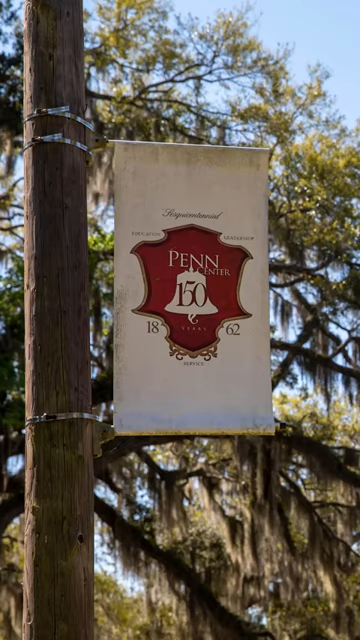 Sesquicentennial
EDUCATION LEADERSHIP
PENN
CENTER
150
YEARS
18 62
SERVICE